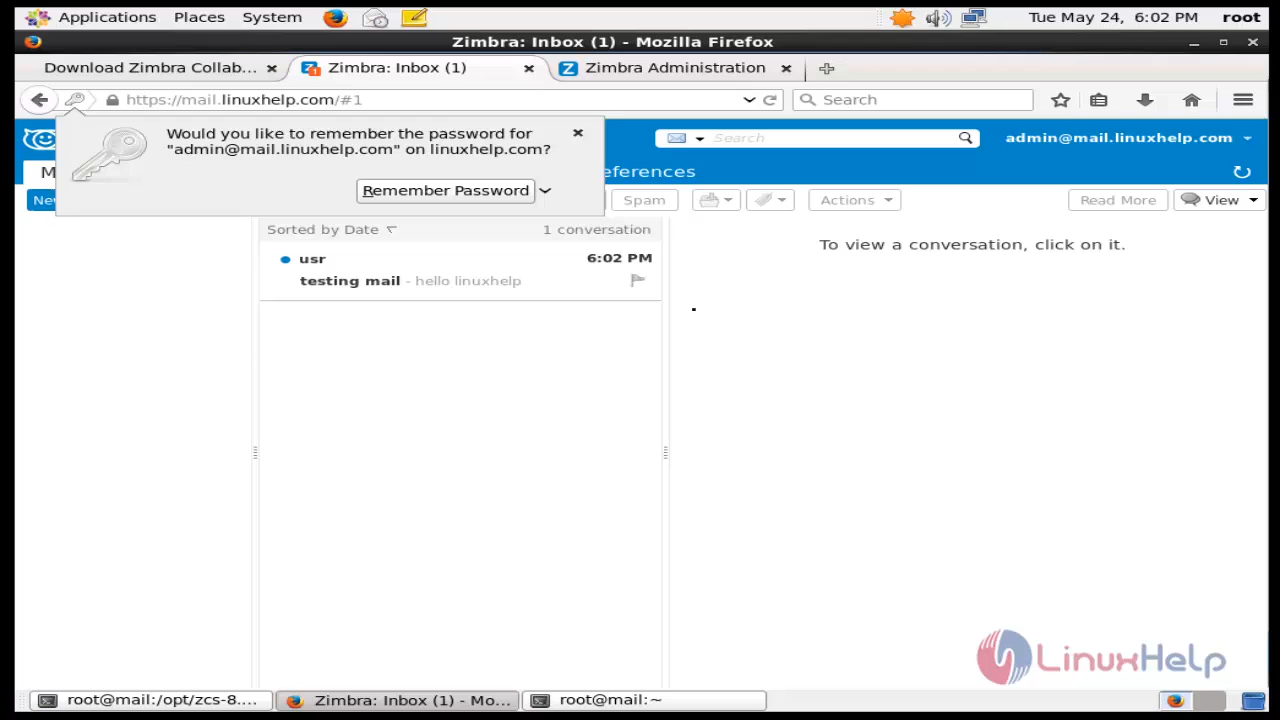 Applications Places System Tue May 24, 6:02 PM root
Zimbra: Inbox (1) - Mozilla Firefox
Download Zimbra Collab... Zimbra: Inbox (1) Zimbra Administration
https://mail.linuxhelp.com/#1 Search
Would you like to remember the password for
"admin@mail.linuxhelp.com" on linuxhelp.com?
Remember Password
Search admin@mail.linuxhelp.com
M eferences
Ne Spam Actions Read More View
Sorted by Date 1 conversation
To view a conversation, click on it.
usr 6:02 PM
testing mail - hello linuxhelp
LinuxHelp
root@mail:/opt/zcs-8.... Zimbra: Inbox (1) - Mo... root@mail:~